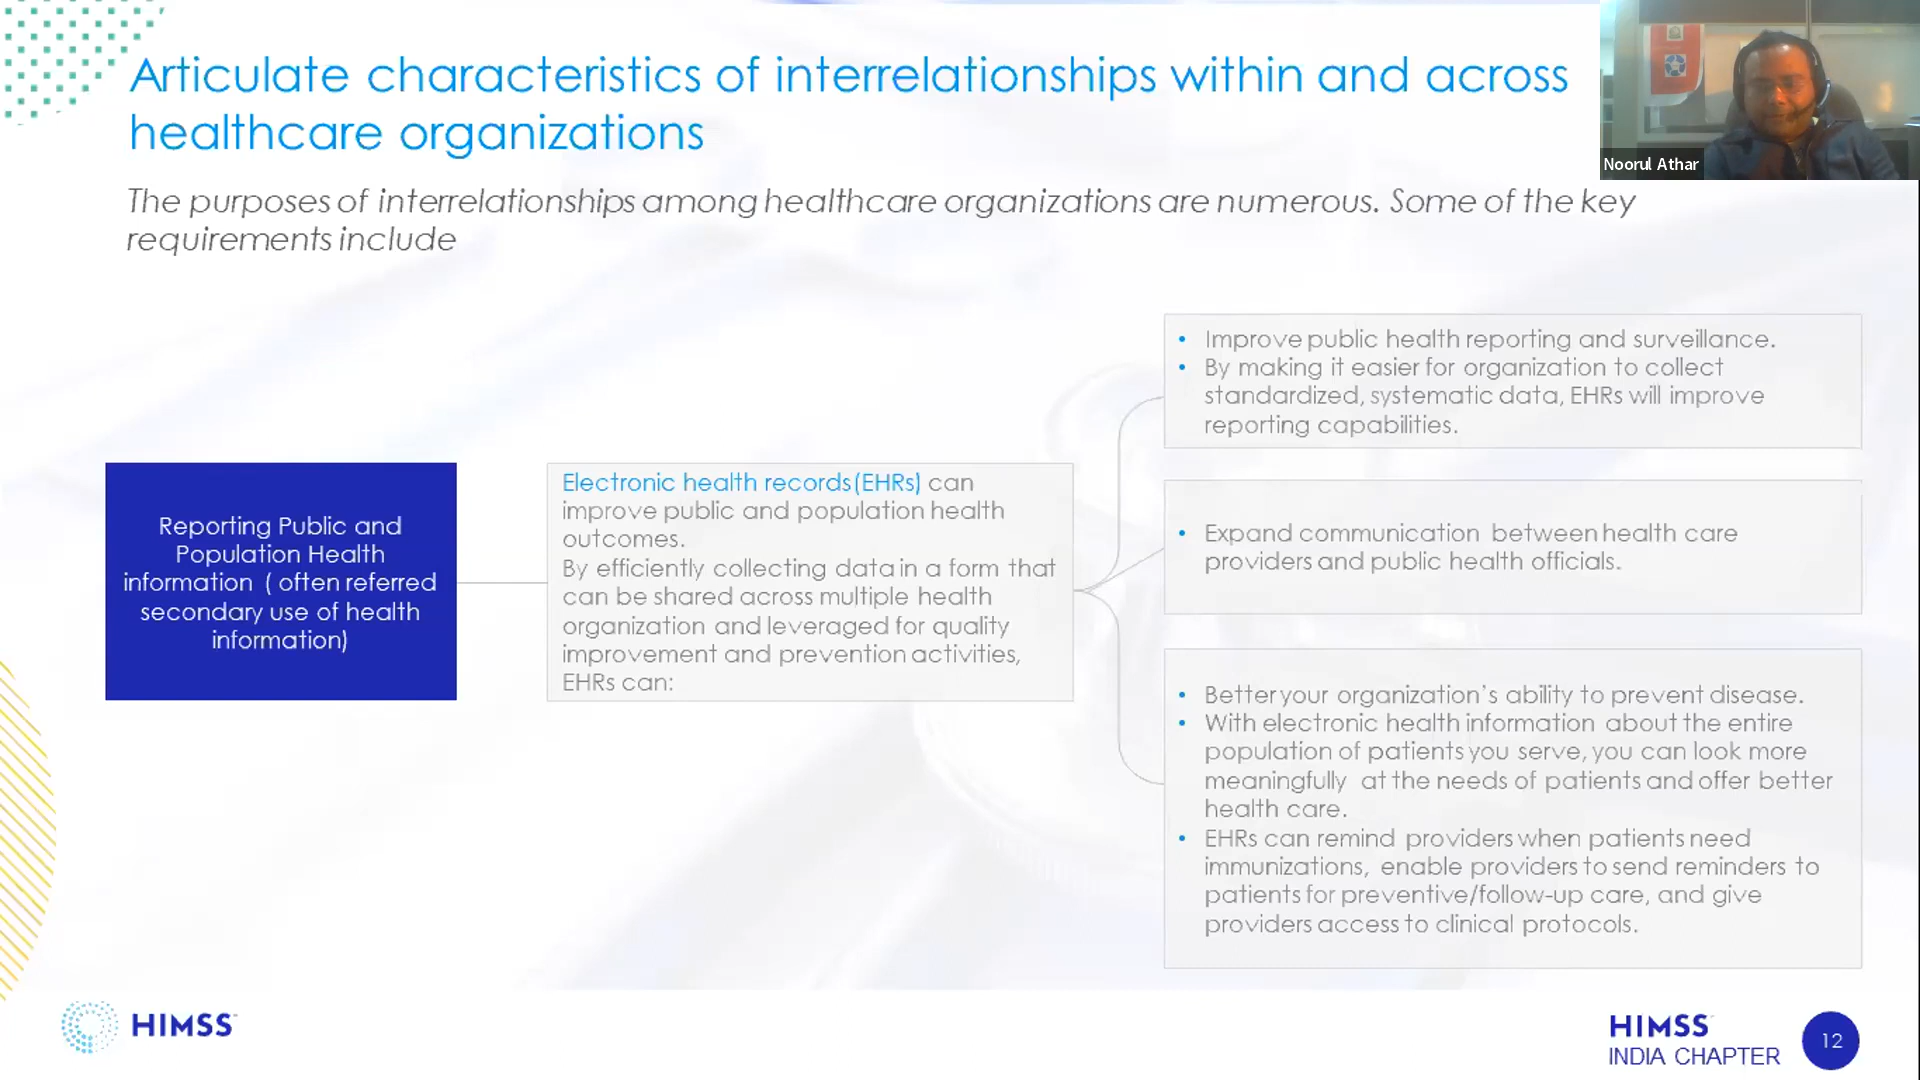 Articulate characteristics of interrelationships within and across
healthcare organizations
Noorul Athar
The purposes of interrelationships among healthcare organizations are numerous. Some of the key
requirements include
Reporting Public and
Population Health
information ( often referred
secondary use of health
information)
Electronic health records(EHRs) can
improve public and population health
outcomes.
By efficiently collecting data in a form that
can be shared across multiple health
organization and leveraged for quality
improvement and prevention activities,
EHRs can:
• Improve public health reporting and surveillance.
• By making it easier for organization to collect
standardized, systematic data, EHRs will improve
reporting capabilities.
• Expand communication between health care
providers and public health officials.
• Better your organization's ability to prevent disease.
• With electronic health information about the entire
population of patients you serve, you can look more
meaningfully at the needs of patients and offer better
health care.
• EHRs can remind providers when patients need
immunizations, enable providers to send reminders to
patients for preventive/follow-up care, and give
providers access to clinical protocols.
HIMSS
HIMSS
INDIA CHAPTER
12